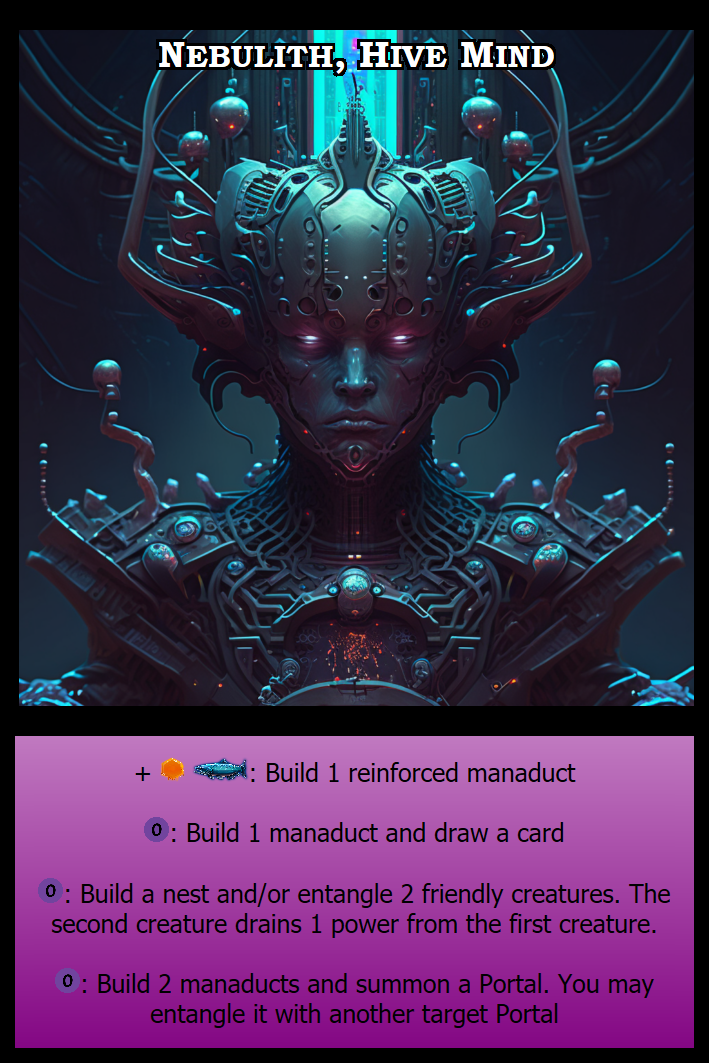 Nebulith, Hive Mind
+ : Build 1 reinforced manaduct
0: Build 1 manaduct and draw a card
0: Build a nest and/or entangle 2 friendly creatures. The
second creature drains 1 power from the first creature.
0: Build 2 manaducts and summon a Portal. You may
entangle it with another target Portal